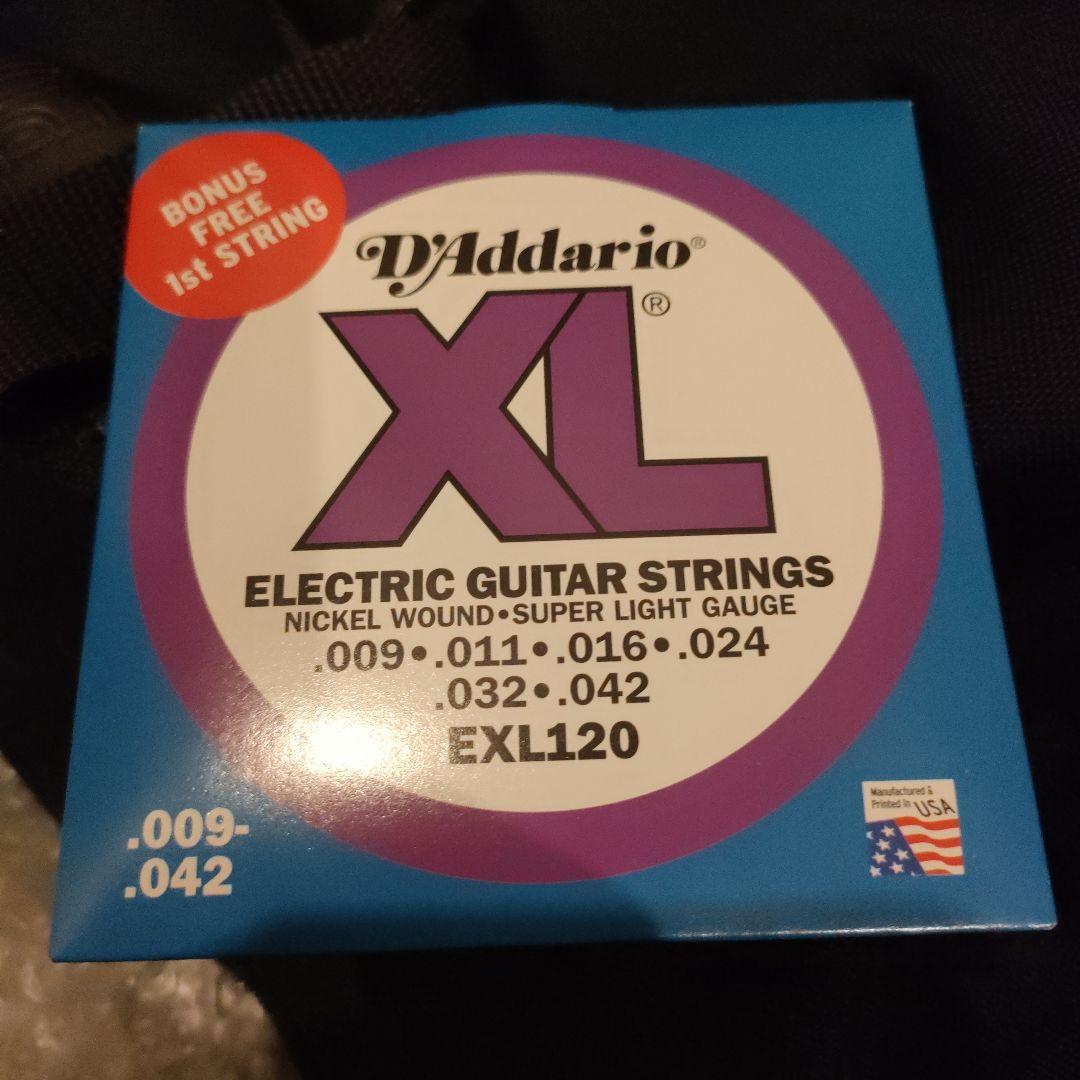 BONUS
FREE
1st STRING
D'Addario®
XL®
ELECTRIC GUITAR STRINGS
NICKEL WOUND•SUPER LIGHT GAUGE
.009•.011•.016•.024
.032•.042
EXL120
.009-
.042
Manufactured &
Printed in USA